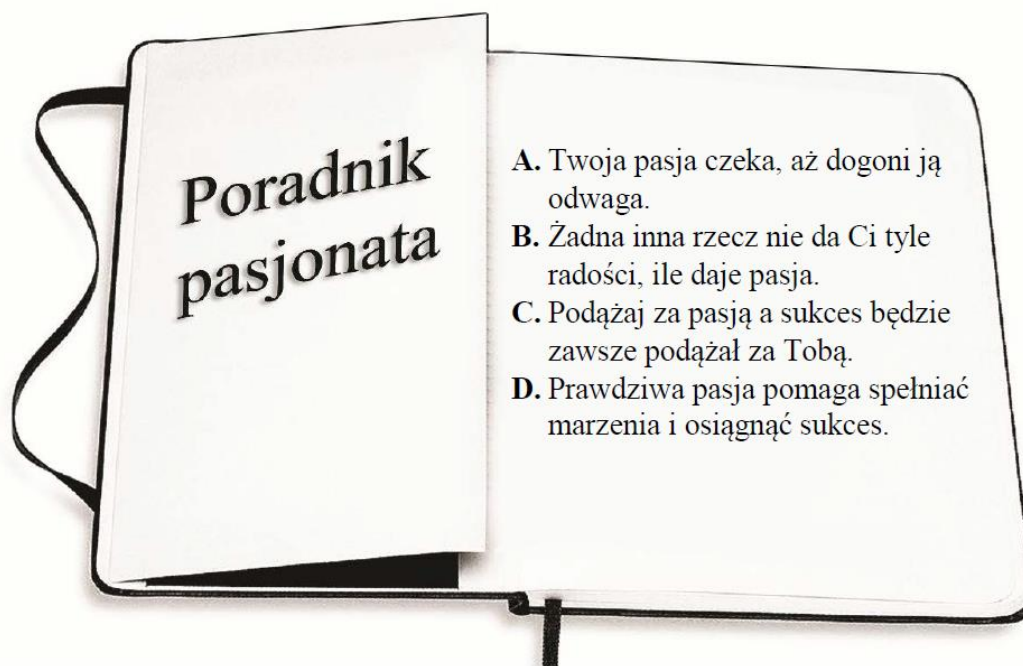 Poradnik
pasjonata
A. Twoja pasja czeka, aż dogoni ją
odwaga.
B. Żadna inna rzecz nie da Ci tyle
radości, ile daje pasja.
C. Podążaj za pasją a sukces będzie
zawsze podążał za Tobą.
D. Prawdziwa pasja pomaga spełniać
marzenia i osiągnąć sukces.